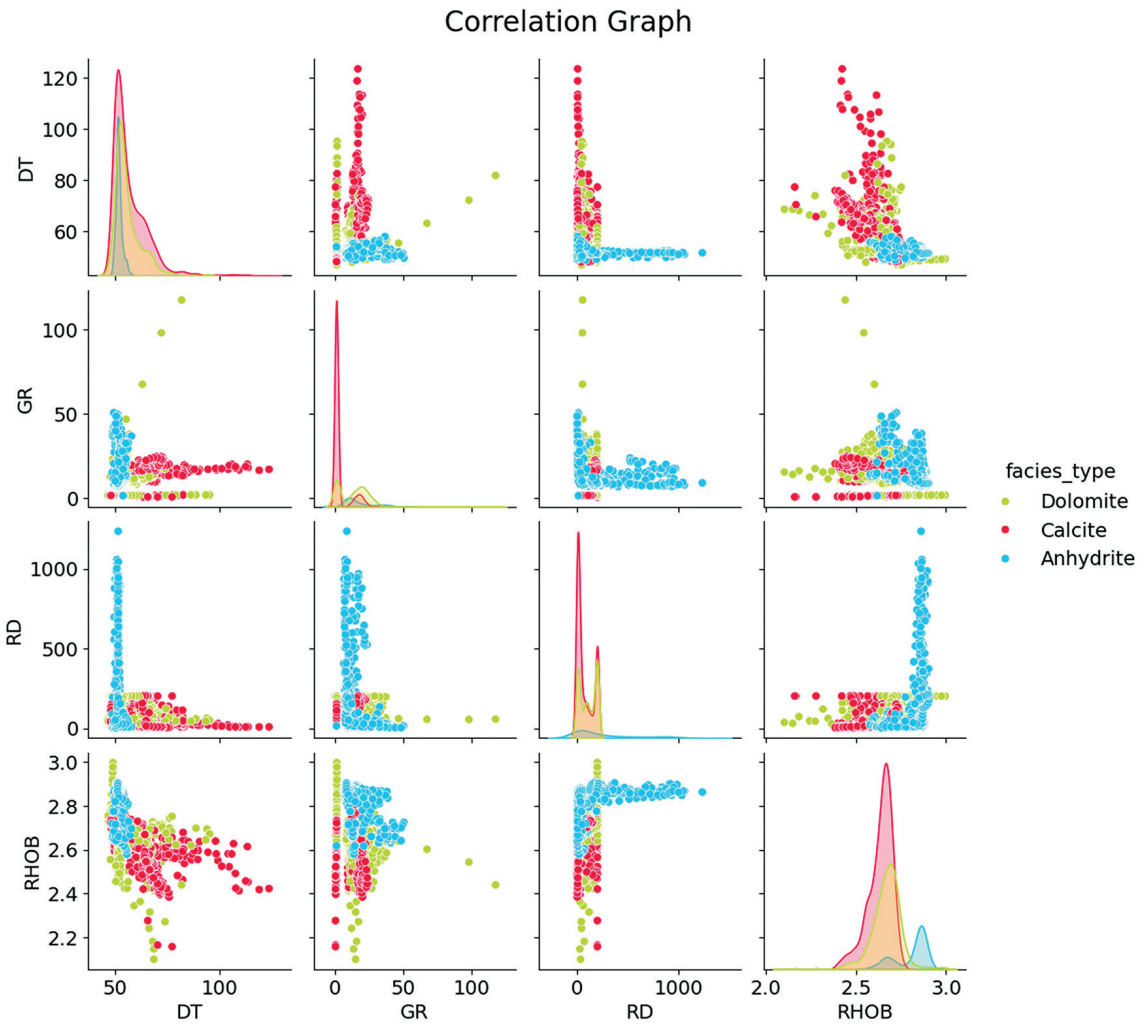 Correlation Graph
120
100
80
60
DT
100
50
0
GR
facies_type
Dolomite
Calcite
Anhydrite
1000
500
0
RD
3.0
2.8
2.6
2.4
2.2
RHOB
50 100 0 50 100 0 1000 2.0 2.5 3.0
DT GR RD RHOB